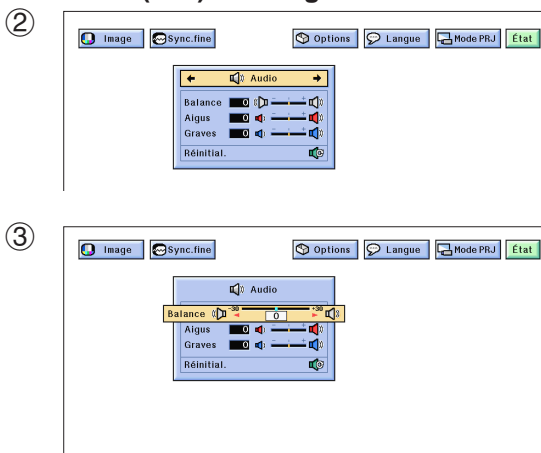 ②
Image Sync.fine Options Langue Mode PRJ État
Audio
Balance 0 - +
Aigus 0 - +
Graves 0 - +
Réinitial.
③
Image Sync.fine Options Langue Mode PRJ État
Audio
Balance -30 0 +30
Aigus 0 - +
Graves 0 - +
Réinitial.